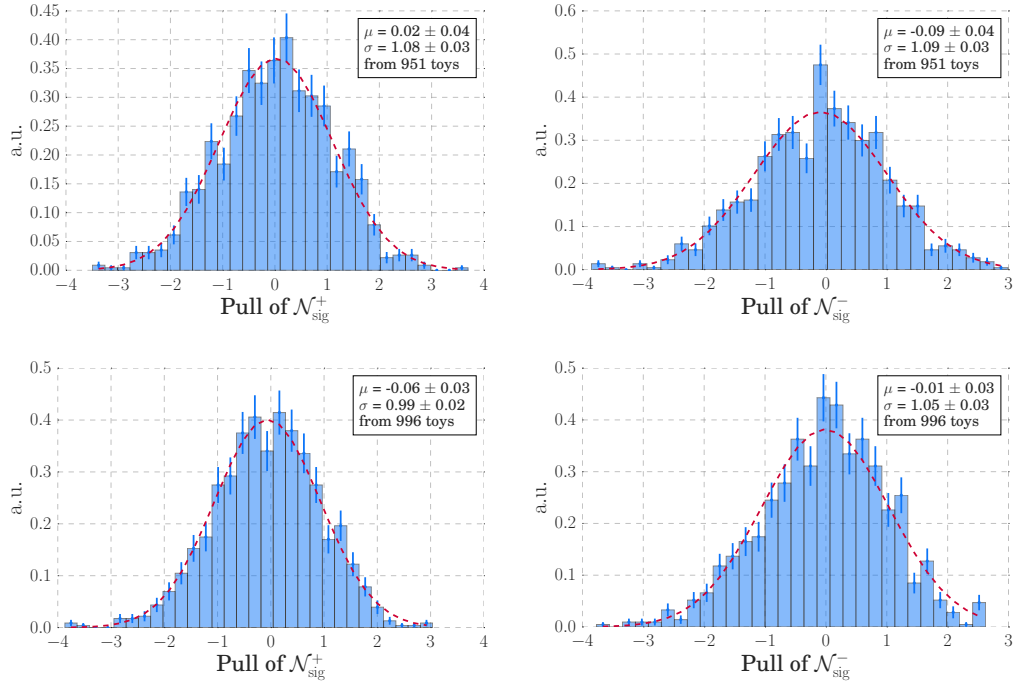 0.45
0.40
0.35
0.30
0.25
0.20
0.15
0.10
0.05
0.00
a.u.
μ = 0.02 ± 0.04
σ = 1.08 ± 0.03
from 951 toys
−4 −3 −2 −1 0 1 2 3 4
Pull of 𝒩⁺sig
0.6
0.5
0.4
0.3
0.2
0.1
0.0
a.u.
μ = -0.09 ± 0.04
σ = 1.09 ± 0.03
from 951 toys
−4 −3 −2 −1 0 1 2 3
Pull of 𝒩⁻sig
0.5
0.4
0.3
0.2
0.1
0.0
a.u.
μ = -0.06 ± 0.03
σ = 0.99 ± 0.02
from 996 toys
−4 −3 −2 −1 0 1 2 3 4
Pull of 𝒩⁺sig
0.5
0.4
0.3
0.2
0.1
0.0
a.u.
μ = -0.01 ± 0.03
σ = 1.05 ± 0.03
from 996 toys
−4 −3 −2 −1 0 1 2 3
Pull of 𝒩⁻sig